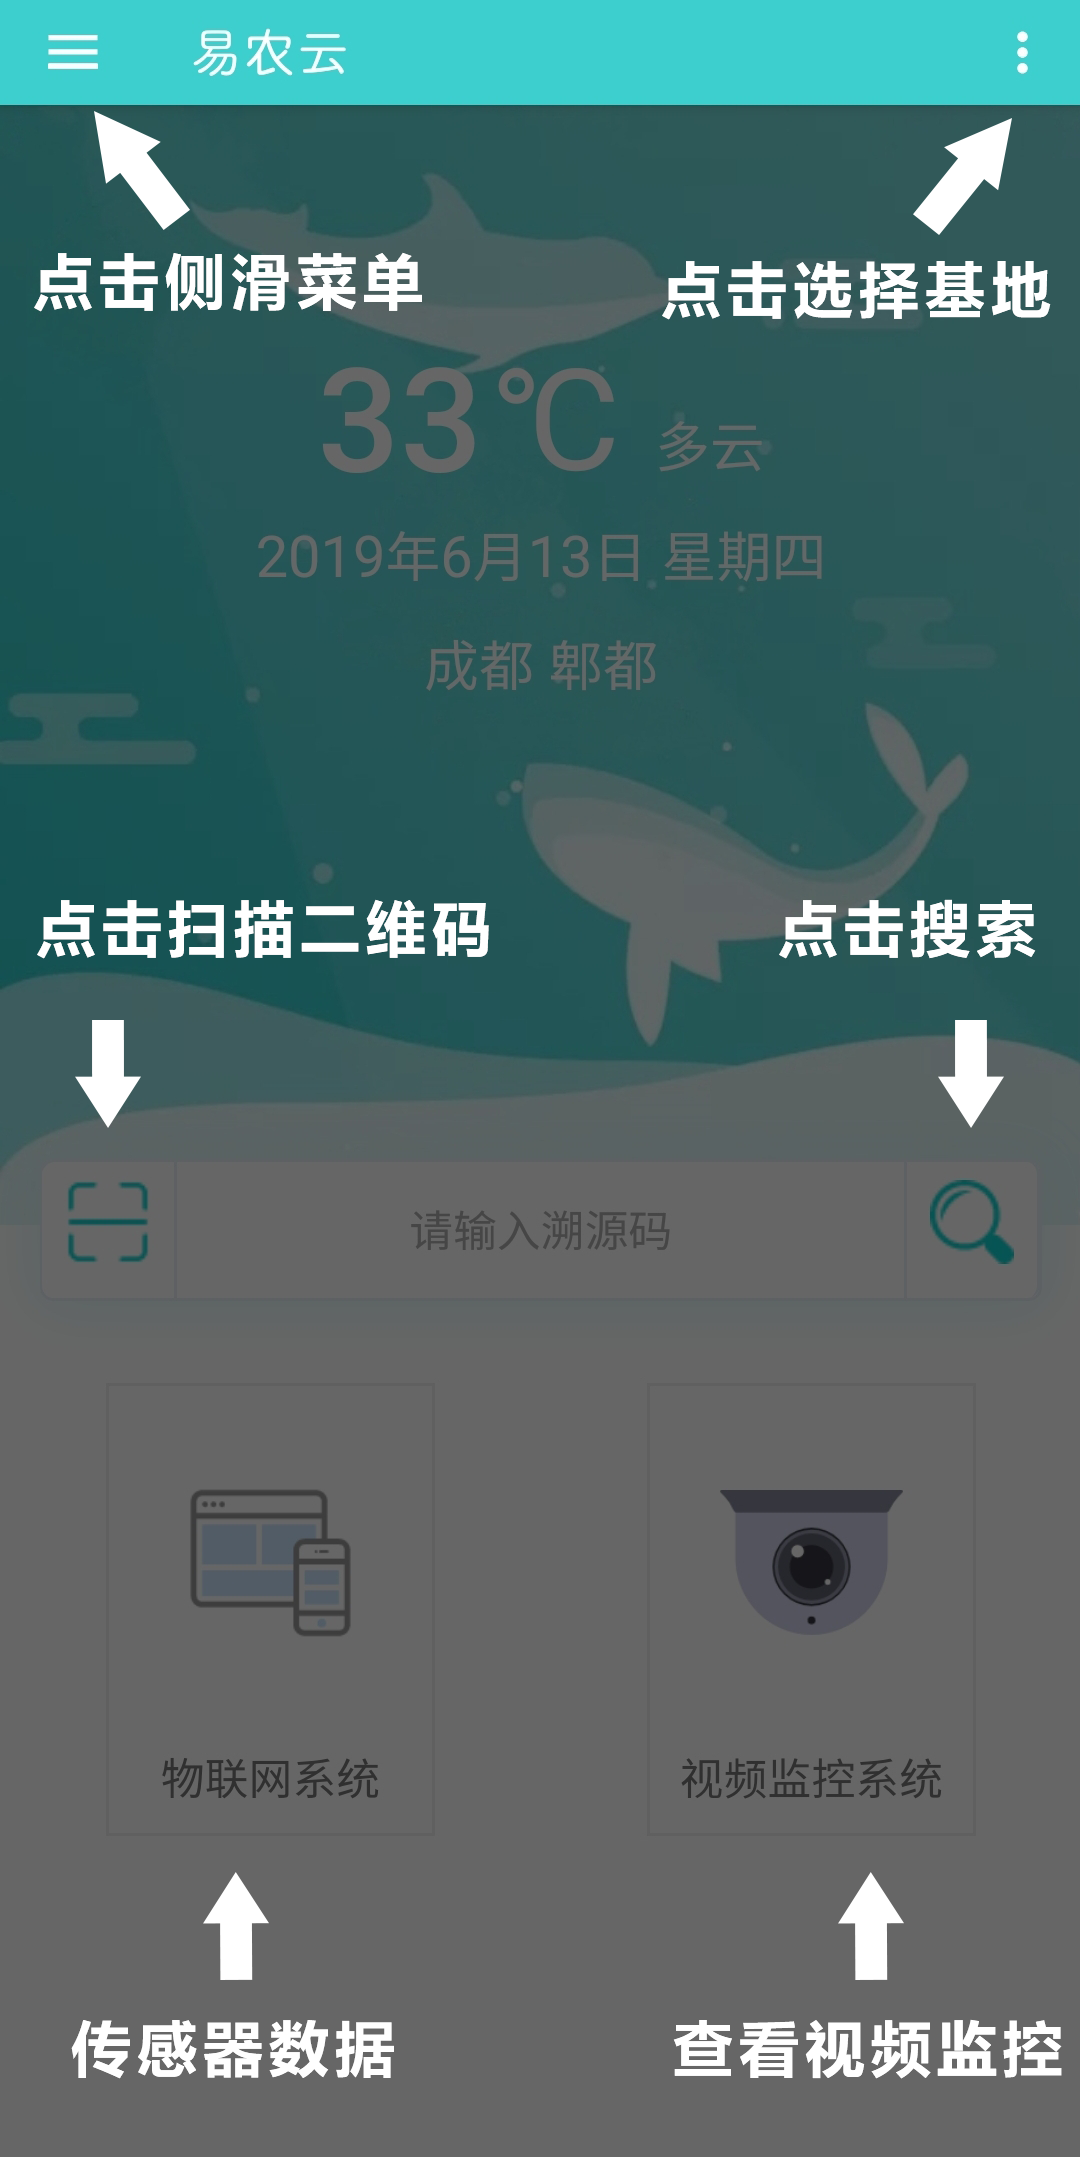 易农云
点击侧滑菜单
点击选择基地
33℃ 多云
2019年6月13日 星期四
成都 郫都
点击扫描二维码
点击搜索
请输入溯源码
物联网系统
视频监控系统
传感器数据
查看视频监控